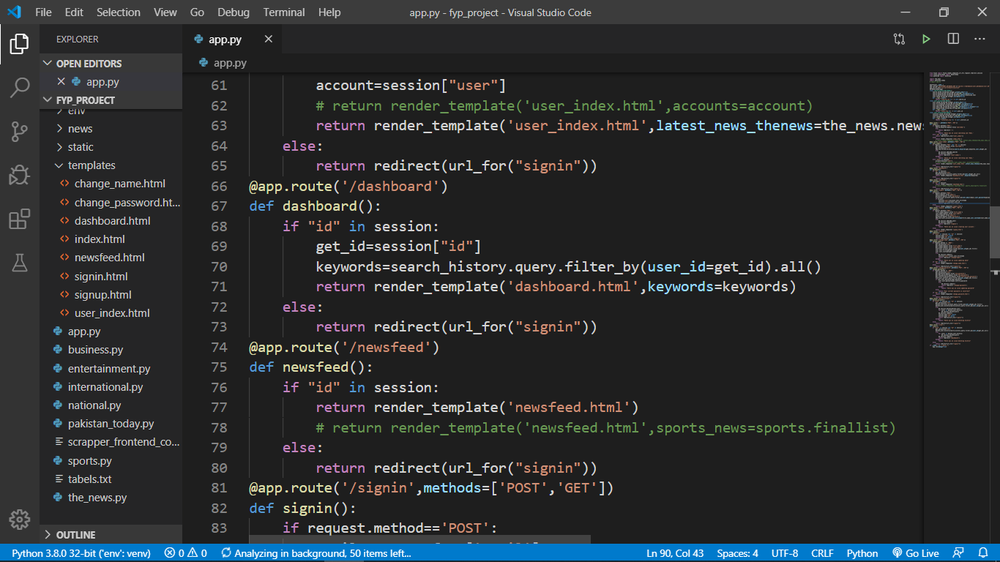 File Edit Selection View Go Debug Terminal Help
app.py - fyp_project - Visual Studio Code
EXPLORER
OPEN EDITORS
app.py
FYP_PROJECT
env
news
static
templates
change_name.html
change_password.ht...
dashboard.html
index.html
newsfeed.html
signin.html
signup.html
user_index.html
app.py
business.py
entertainment.py
international.py
national.py
pakistan_today.py
scrapper_frontend_co...
sports.py
tabels.txt
the_news.py
OUTLINE
app.py
app.py
61 account=session["user"]
62 # return render_template('user_index.html',accounts=account)
63 return render_template('user_index.html',latest_news_thenews=the_news.news
64 else:
65 return redirect(url_for("signin"))
66 @app.route('/dashboard')
67 def dashboard():
68 if "id" in session:
69 get_id=session["id"]
70 keywords=search_history.query.filter_by(user_id=get_id).all()
71 return render_template('dashboard.html',keywords=keywords)
72 else:
73 return redirect(url_for("signin"))
74 @app.route('/newsfeed')
75 def newsfeed():
76 if "id" in session:
77 return render_template('newsfeed.html')
78 # return render_template('newsfeed.html',sports_news=sports.finallist)
79 else:
80 return redirect(url_for("signin"))
81 @app.route('/signin',methods=['POST','GET'])
82 def signin():
83 if request.method=='POST':
Python 3.8.0 32-bit ('env': venv) 0 0 Analyzing in background, 50 items left... Ln 90, Col 43 Spaces: 4 UTF-8 CRLF Python Go Live